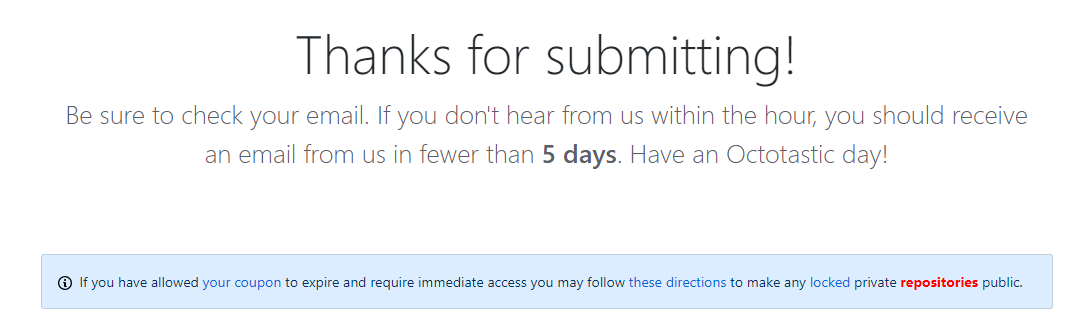 Thanks for submitting!
Be sure to check your email. If you don't hear from us within the hour, you should receive
an email from us in fewer than 5 days. Have an Octotastic day!
If you have allowed your coupon to expire and require immediate access you may follow these directions to make any locked private repositories public.